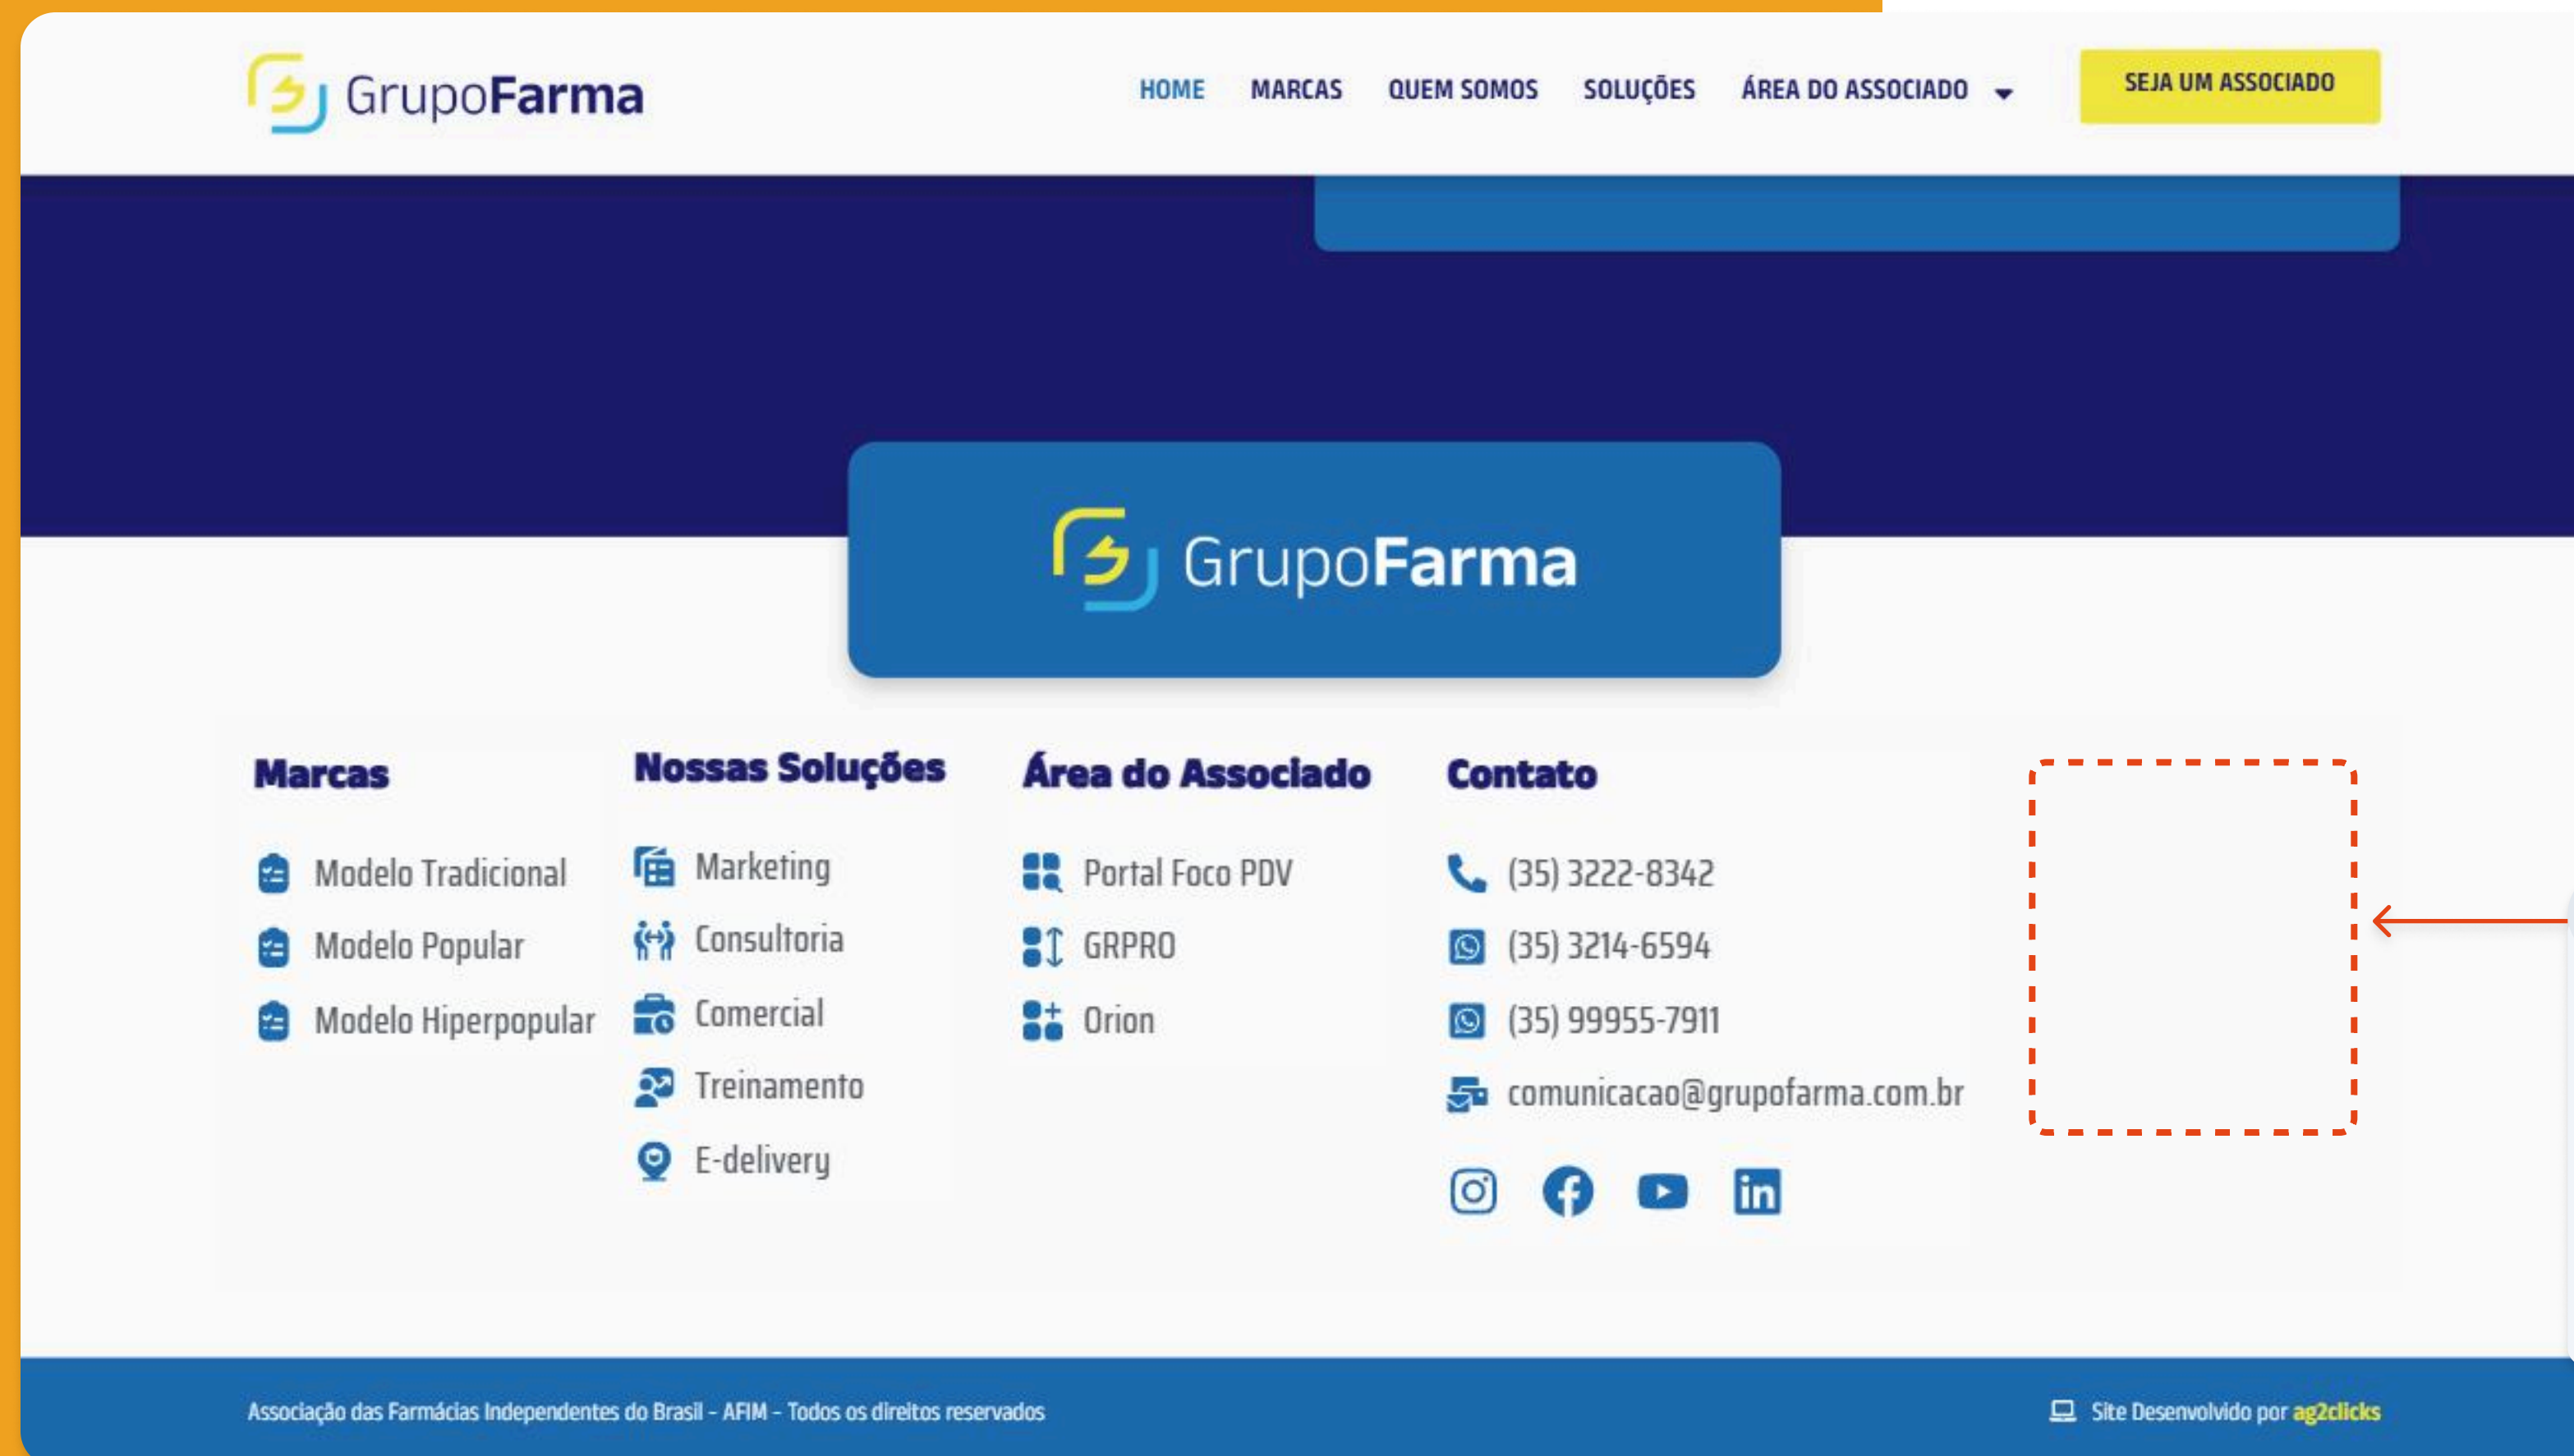 GrupoFarma
HOME MARCAS QUEM SOMOS SOLUÇÕES ÁREA DO ASSOCIADO SEJA UM ASSOCIADO
GrupoFarma
Marcas
Modelo Tradicional
Modelo Popular
Modelo Hiperpopular
Nossas Soluções
Marketing
Consultoria
Comercial
Treinamento
E-delivery
Área do Associado
Portal Foco PDV
GRPRO
Orion
Contato
(35) 3222-8342
(35) 3214-6594
(35) 99955-7911
comunicacao@grupofarma.com.br
Associação das Farmácias Independentes do Brasil - AFIM - Todos os direitos reservados
Site Desenvolvido por ag2clicks